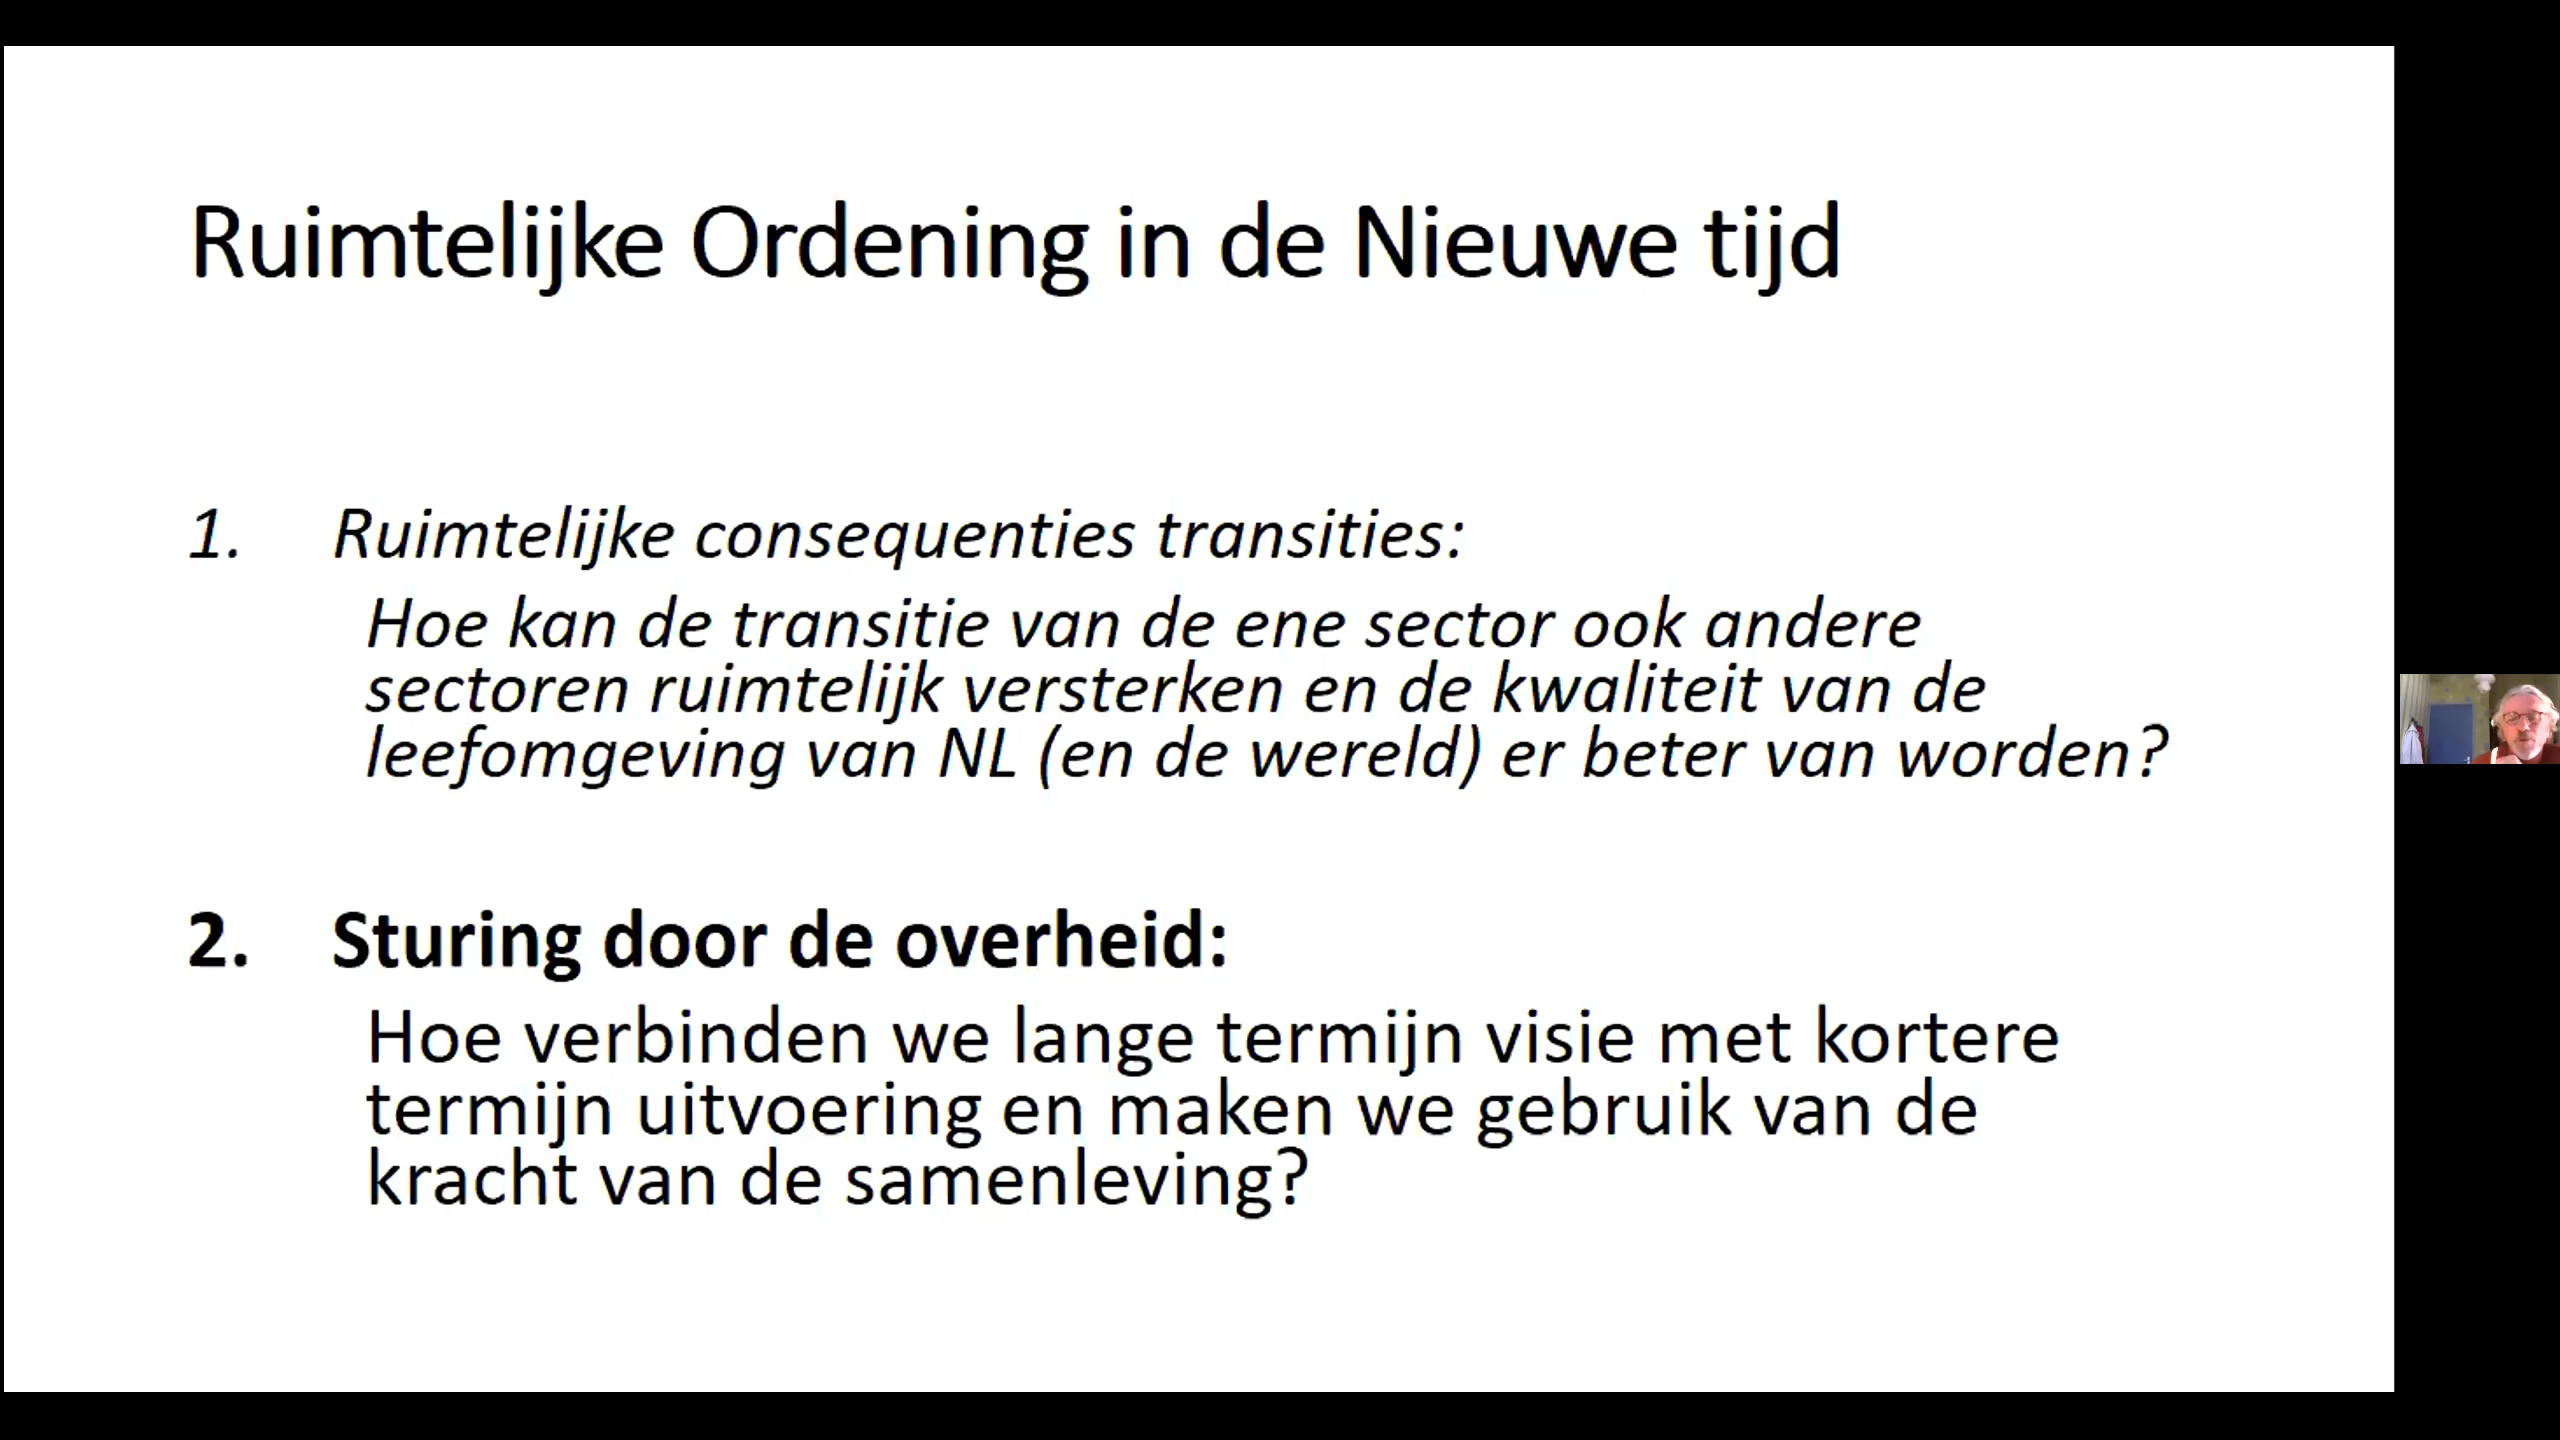 Ruimtelijke Ordening in de Nieuwe tijd
1. Ruimtelijke consequenties transities:
Hoe kan de transitie van de ene sector ook andere
sectoren ruimtelijk versterken en de kwaliteit van de
leefomgeving van NL (en de wereld) er beter van worden?
2. Sturing door de overheid:
Hoe verbinden we lange termijn visie met kortere
termijn uitvoering en maken we gebruik van de
kracht van de samenleving?